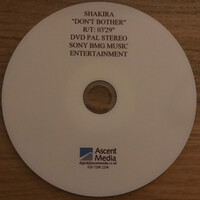 SHAKIRA
"DON'T BOTHER"
R/T: 03'29"
DVD PAL STEREO
SONY BMG MUSIC
ENTERTAINMENT
Ascent
Media